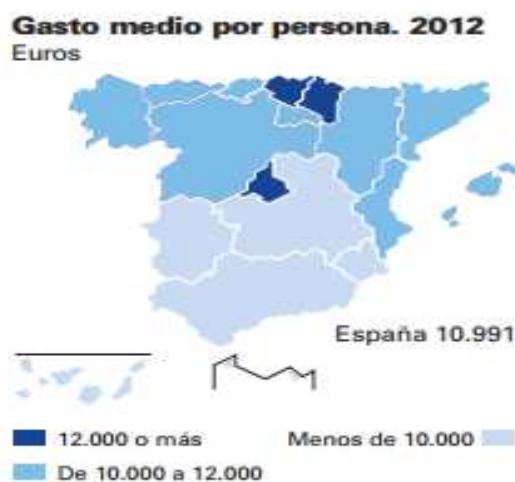 Gasto medio por persona. 2012
Euros
España 10.991
12.000 o más
Menos de 10.000
De 10.000 a 12.000